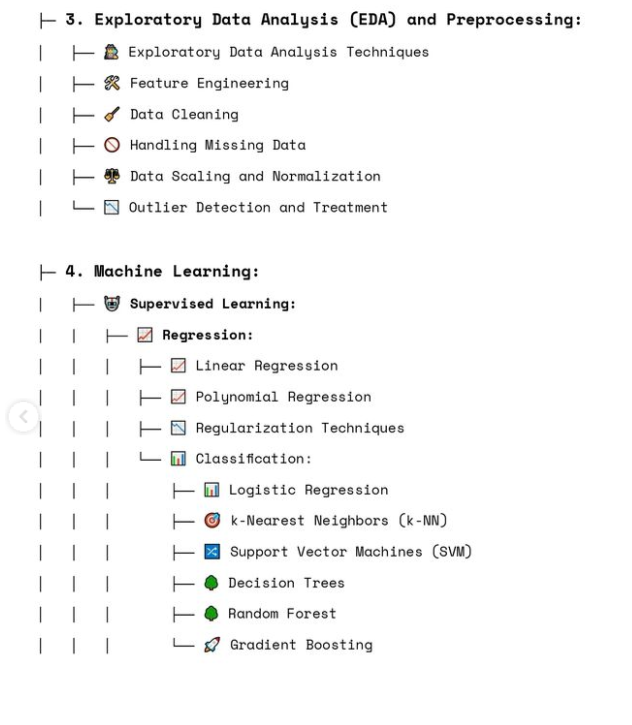 ├─ 3. Exploratory Data Analysis (EDA) and Preprocessing:
│  ├─ 🕵️ Exploratory Data Analysis Techniques
│  ├─ 🛠️ Feature Engineering
│  ├─ 🧹 Data Cleaning
│  ├─ 🚫 Handling Missing Data
│  ├─ ⚖️ Data Scaling and Normalization
│  └─ 📉 Outlier Detection and Treatment
├─ 4. Machine Learning:
│  ├─ 🤖 Supervised Learning:
│  │  ├─ 📈 Regression:
│  │  │  ├─ 📈 Linear Regression
│  │  │  ├─ 📈 Polynomial Regression
│  │  │  ├─ 📉 Regularization Techniques
│  │  │  └─ 📊 Classification:
│  │  │     ├─ 📊 Logistic Regression
│  │  │     ├─ 🎯 k-Nearest Neighbors (k-NN)
│  │  │     ├─ 🔀 Support Vector Machines (SVM)
│  │  │     ├─ 🌳 Decision Trees
│  │  │     ├─ 🌳 Random Forest
│  │  │     └─ 🚀 Gradient Boosting